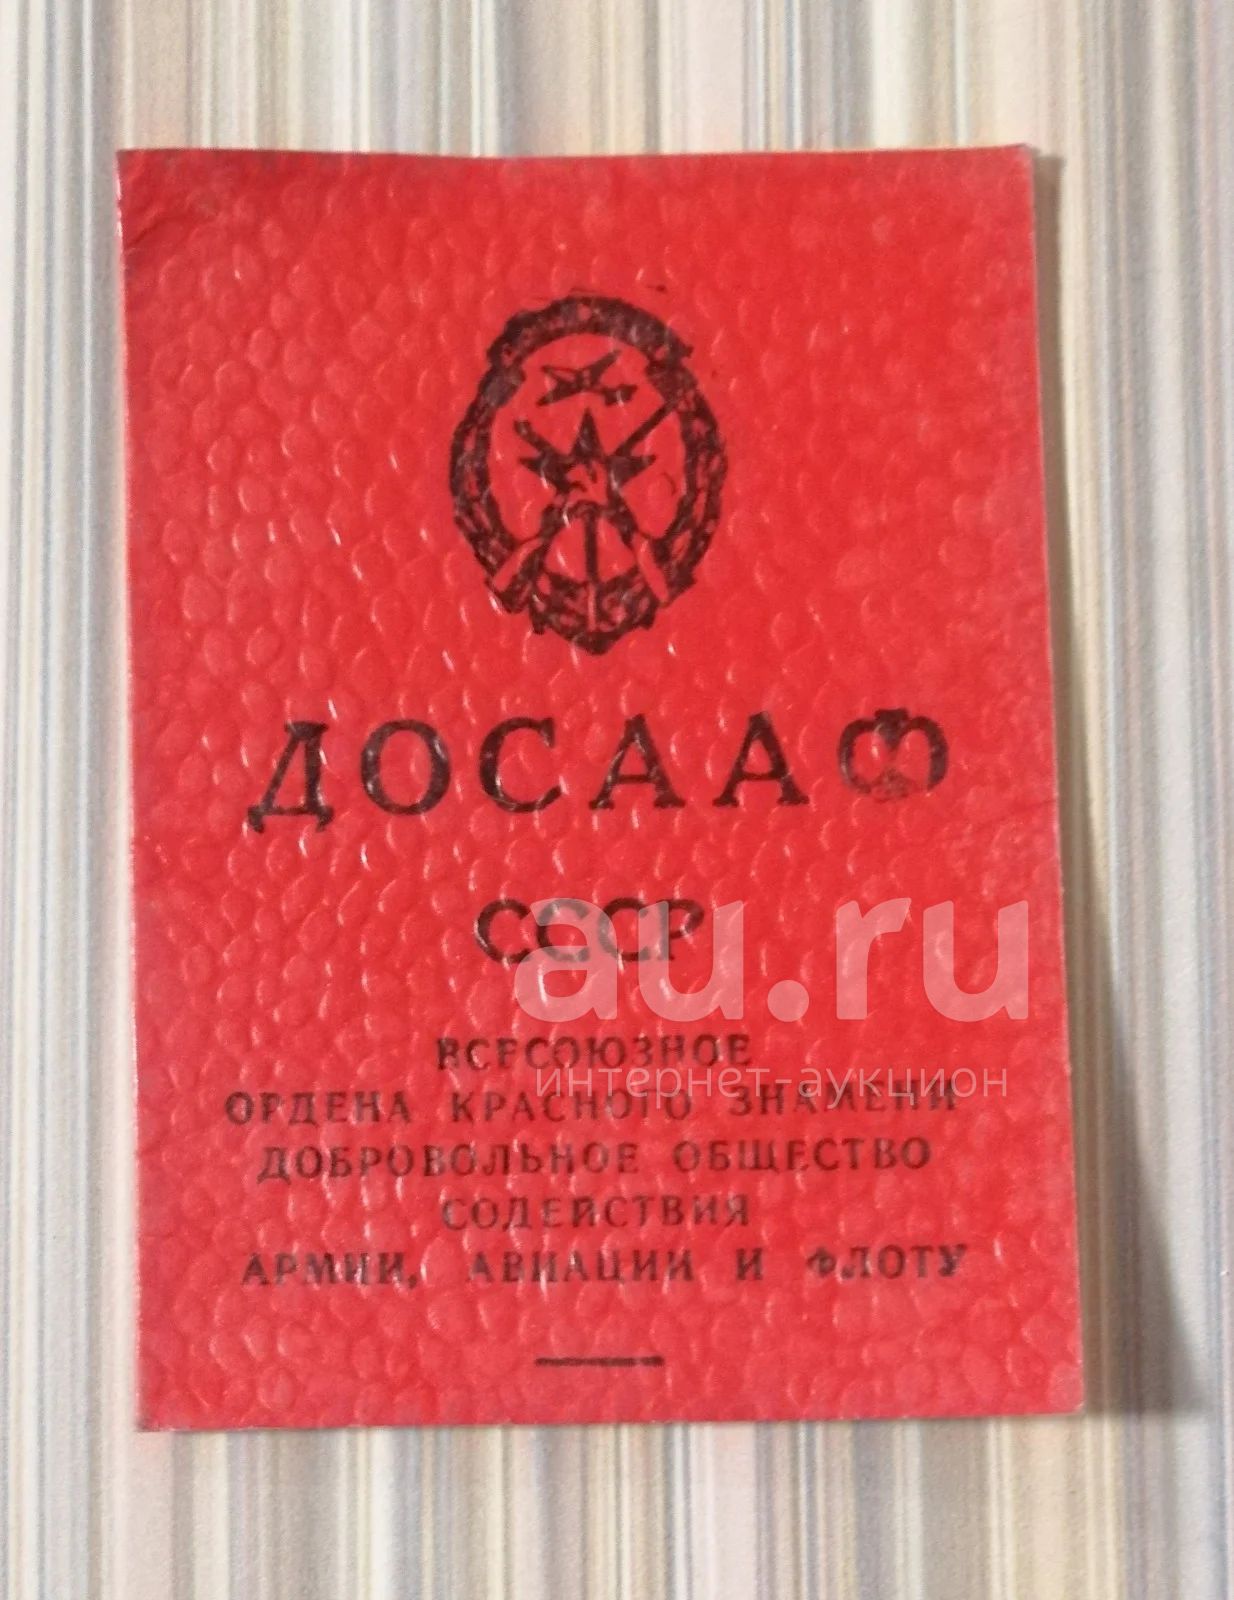 ДОСААФ
СССР
au.ru
ВСЕСОЮЗНОЕ
интернет-аукцион
ОРДЕНА КРАСНОГО ЗНАМЕНИ
ДОБРОВОЛЬНОЕ ОБЩЕСТВО
СОДЕЙСТВИЯ
АРМИИ, АВИАЦИИ И ФЛОТУ